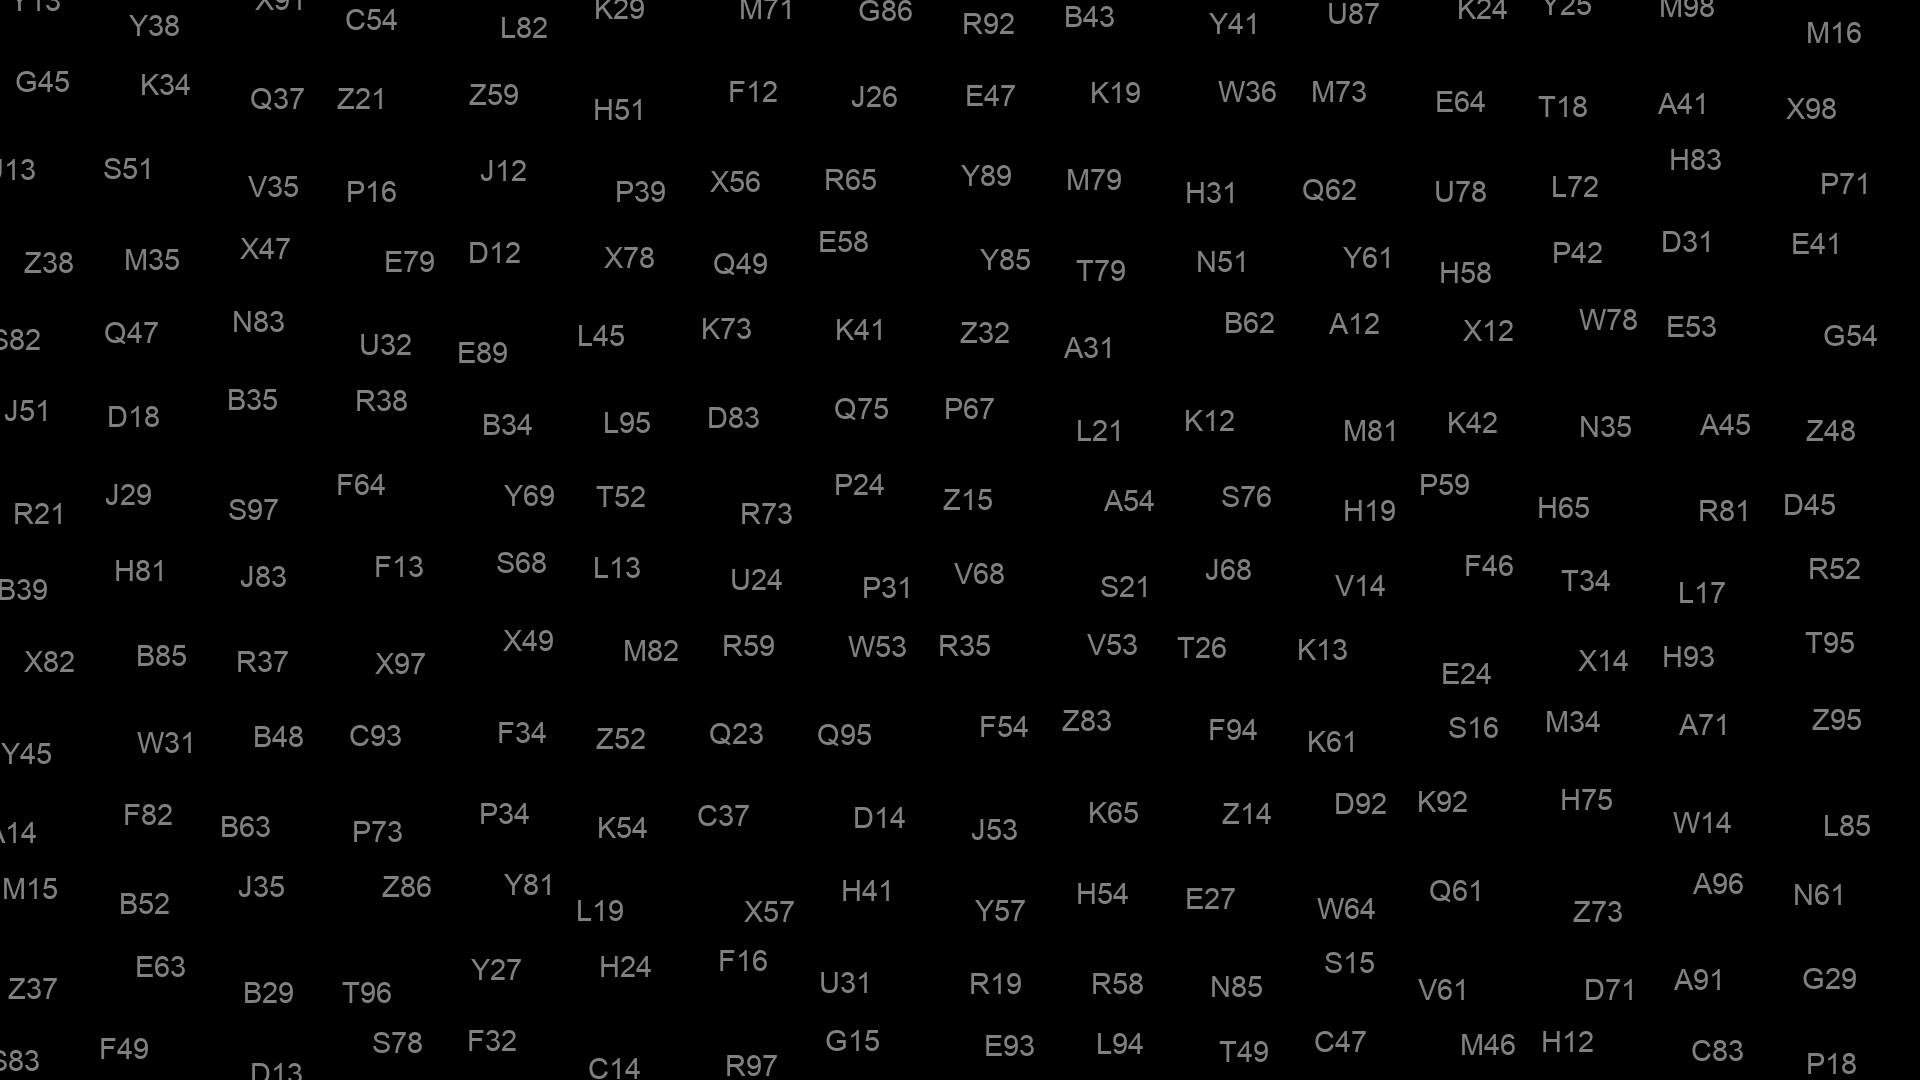 Y13 Y38 X91 C54 L82 K29 M71 G86 R92 B43 Y41 U87 K24 Y25 M98 M16
G45 K34 Q37 Z21 Z59 H51 F12 J26 E47 K19 W36 M73 E64 T18 A41 X98
S51 V35 P16 J12 P39 X56 R65 Y89 M79 H31 Q62 U78 L72 H83 P71
Z38 M35 X47 E79 D12 X78 Q49 E58 Y85 T79 N51 Y61 H58 P42 D31 E41
S82 Q47 N83 U32 E89 L45 K73 K41 Z32 A31 B62 A12 X12 W78 E53 G54
J51 D18 B35 R38 B34 L95 D83 Q75 P67 L21 K12 M81 K42 N35 A45 Z48
R21 J29 S97 F64 Y69 T52 R73 P24 Z15 A54 S76 H19 P59 H65 R81 D45
B39 H81 J83 F13 S68 L13 U24 P31 V68 S21 J68 V14 F46 T34 L17 R52
X82 B85 R37 X97 X49 M82 R59 W53 R35 V53 T26 K13 E24 X14 H93 T95
Y45 W31 B48 C93 F34 Z52 Q23 Q95 F54 Z83 F94 K61 S16 M34 A71 Z95
A14 F82 B63 P73 P34 K54 C37 D14 J53 K65 Z14 D92 K92 H75 W14 L85
M15 B52 J35 Z86 Y81 L19 X57 H41 Y57 H54 E27 W64 Q61 Z73 A96 N61
Z37 E63 B29 T96 Y27 H24 F16 U31 R19 R58 N85 S15 V61 D71 A91 G29
S83 F49 D13 S78 F32 C14 R97 G15 E93 L94 T49 C47 M46 H12 C83 P18